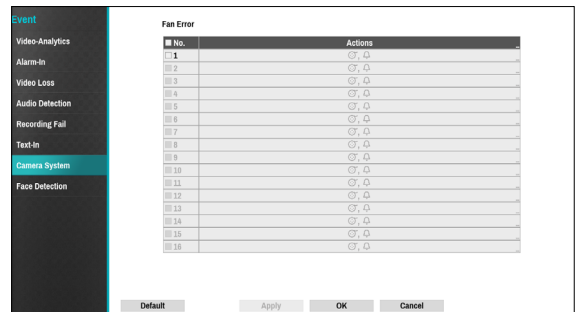 Event
Video-Analytics
Alarm-In
Video Loss
Audio Detection
Recording Fail
Text-In
Camera System
Face Detection
Fan Error
No. Actions ...
1 , ...
2 , ...
3 , ...
4 , ...
5 , ...
6 , ...
7 , ...
8 , ...
9 , ...
10 , ...
11 , ...
12 , ...
13 , ...
14 , ...
15 , ...
16 , ...
Default Apply OK Cancel